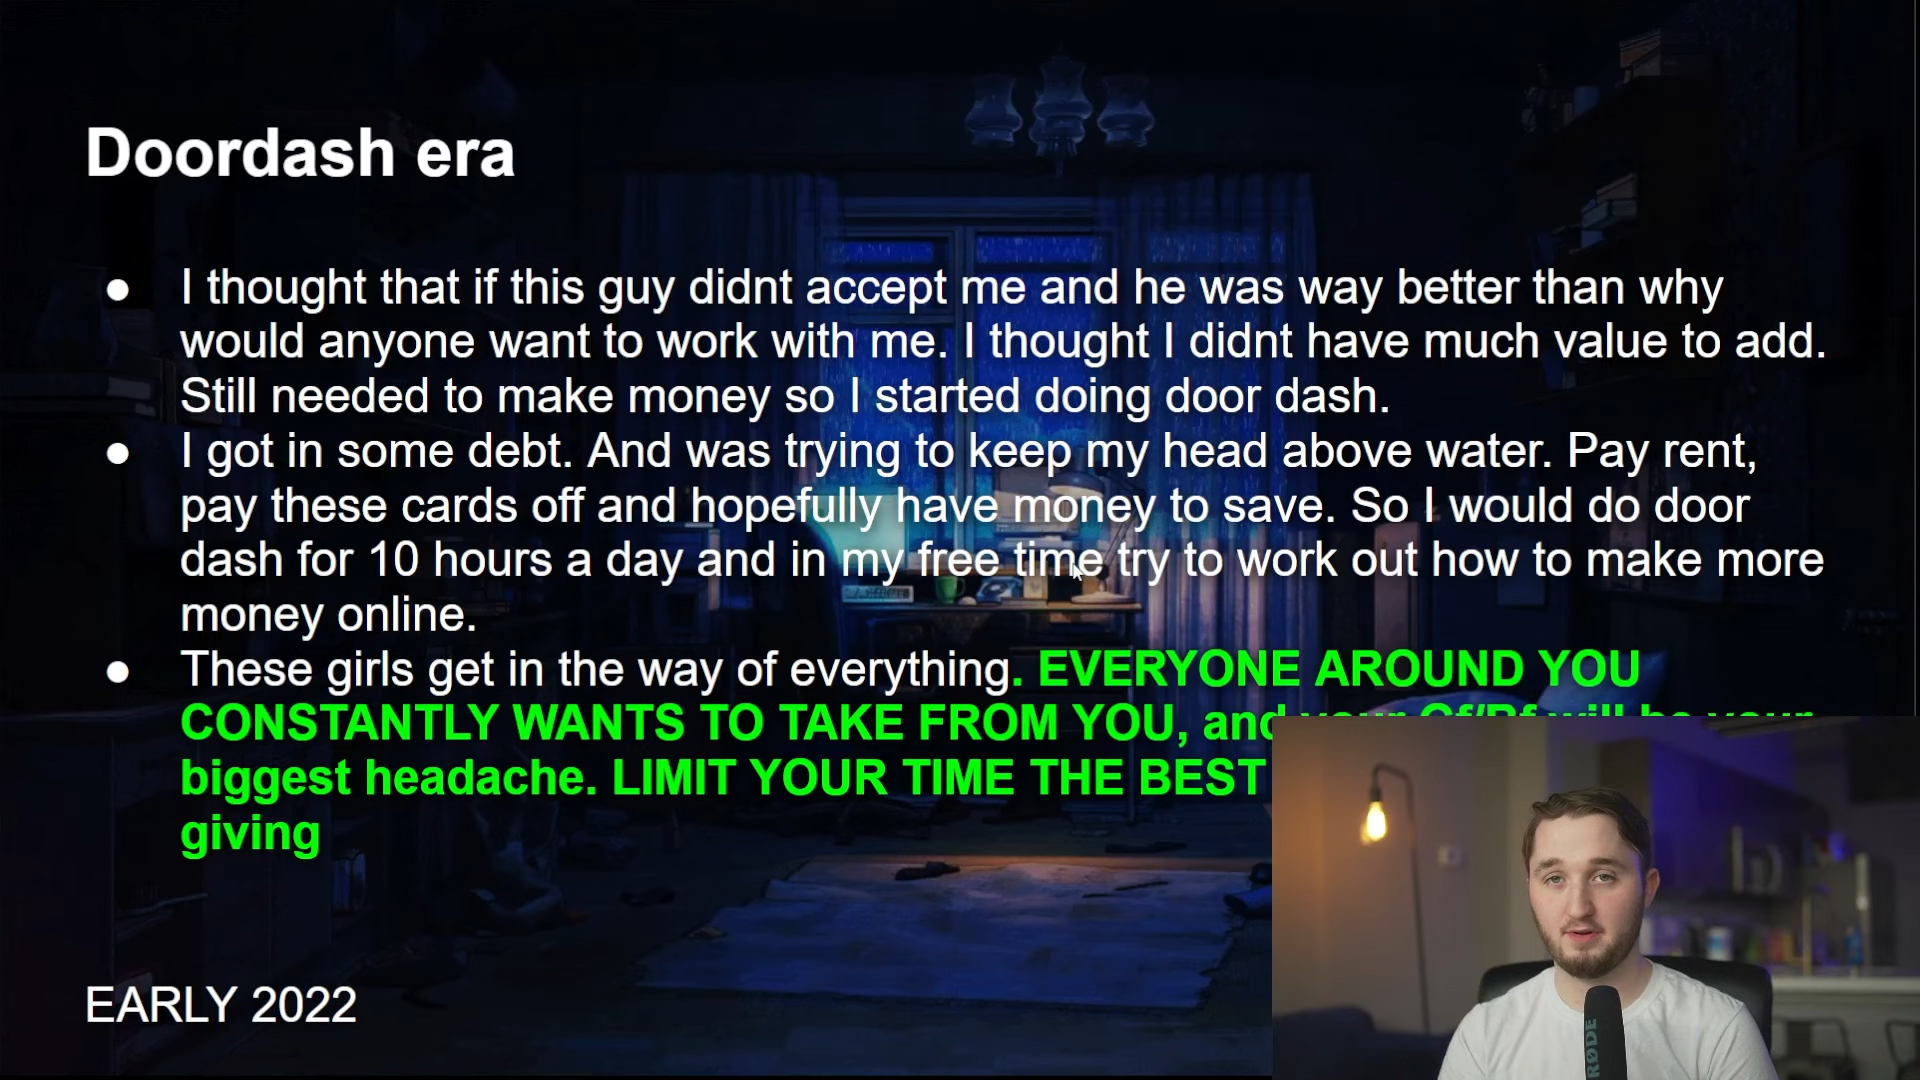 Doordash era
● I thought that if this guy didnt accept me and he was way better than why
would anyone want to work with me. I thought I didnt have much value to add.
Still needed to make money so I started doing door dash.
● I got in some debt. And was trying to keep my head above water. Pay rent,
pay these cards off and hopefully have money to save. So I would do door
dash for 10 hours a day and in my free time try to work out how to make more
money online.
● These girls get in the way of everything. EVERYONE AROUND YOU
CONSTANTLY WANTS TO TAKE FROM YOU, and your Gf/Bf will be your
biggest headache. LIMIT YOUR TIME THE BEST
giving
EARLY 2022
RØDE